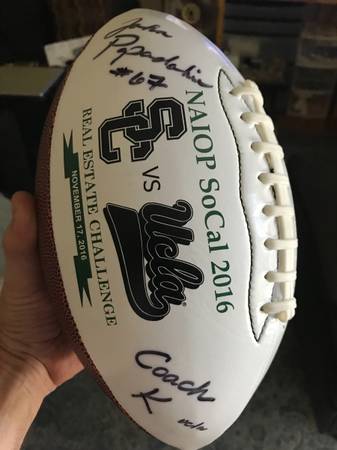 John
Papadakis
#67
NAIOP SoCal 2016
SC
VS
Ucla
REAL ESTATE CHALLENGE
NOVEMBER 17, 2016
Coach
K